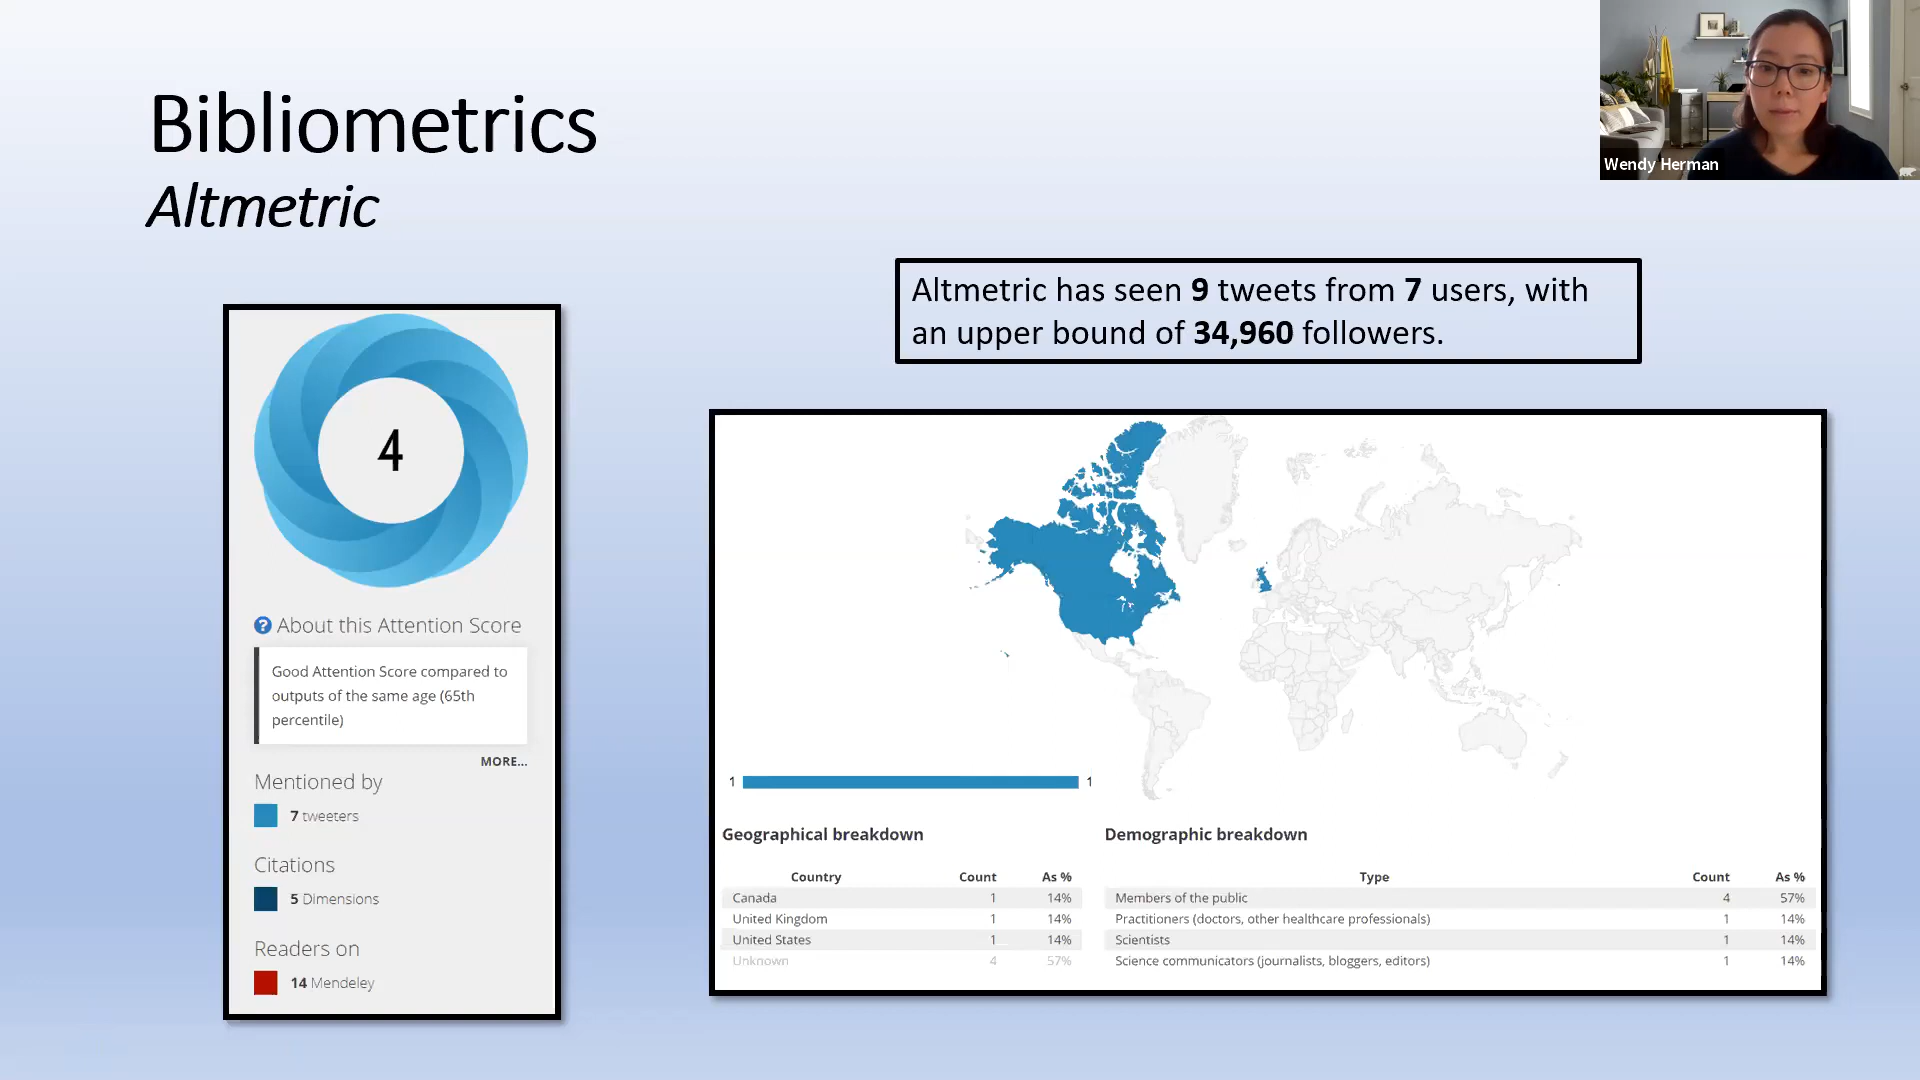 Bibliometrics
Altmetric
Wendy Herman
Altmetric has seen 9 tweets from 7 users, with
an upper bound of 34,960 followers.
4
? About this Attention Score
Good Attention Score compared to
outputs of the same age (65th
percentile)
MORE...
Mentioned by
7 tweeters
Citations
5 Dimensions
Readers on
14 Mendeley
1 1
Geographical breakdown
Country Count As %
Canada 1 14%
United Kingdom 1 14%
United States 1 14%
Unknown 4 57%
Demographic breakdown
Type Count As %
Members of the public 4 57%
Practitioners (doctors, other healthcare professionals) 1 14%
Scientists 1 14%
Science communicators (journalists, bloggers, editors) 1 14%